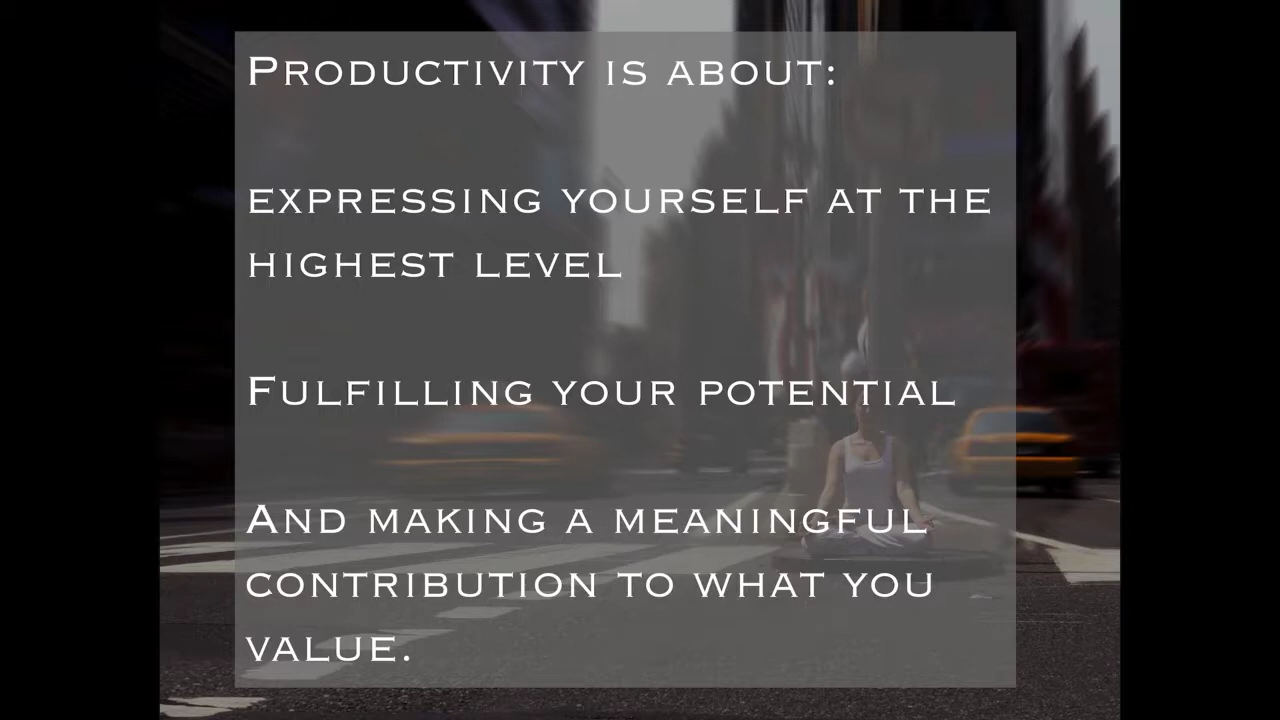 Productivity is about:
expressing yourself at the
highest level
Fulfilling your potential
And making a meaningful
contribution to what you
value.